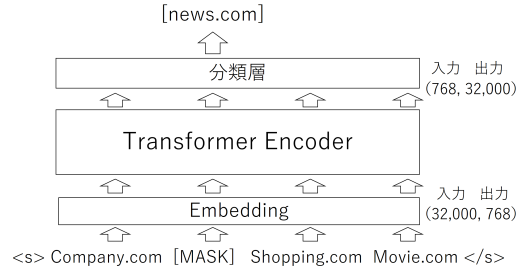 [news.com]
分類層
入力 出力
(768, 32,000)
Transformer Encoder
入力 出力
(32,000, 768)
Embedding
<s> Company.com [MASK] Shopping.com Movie.com </s>